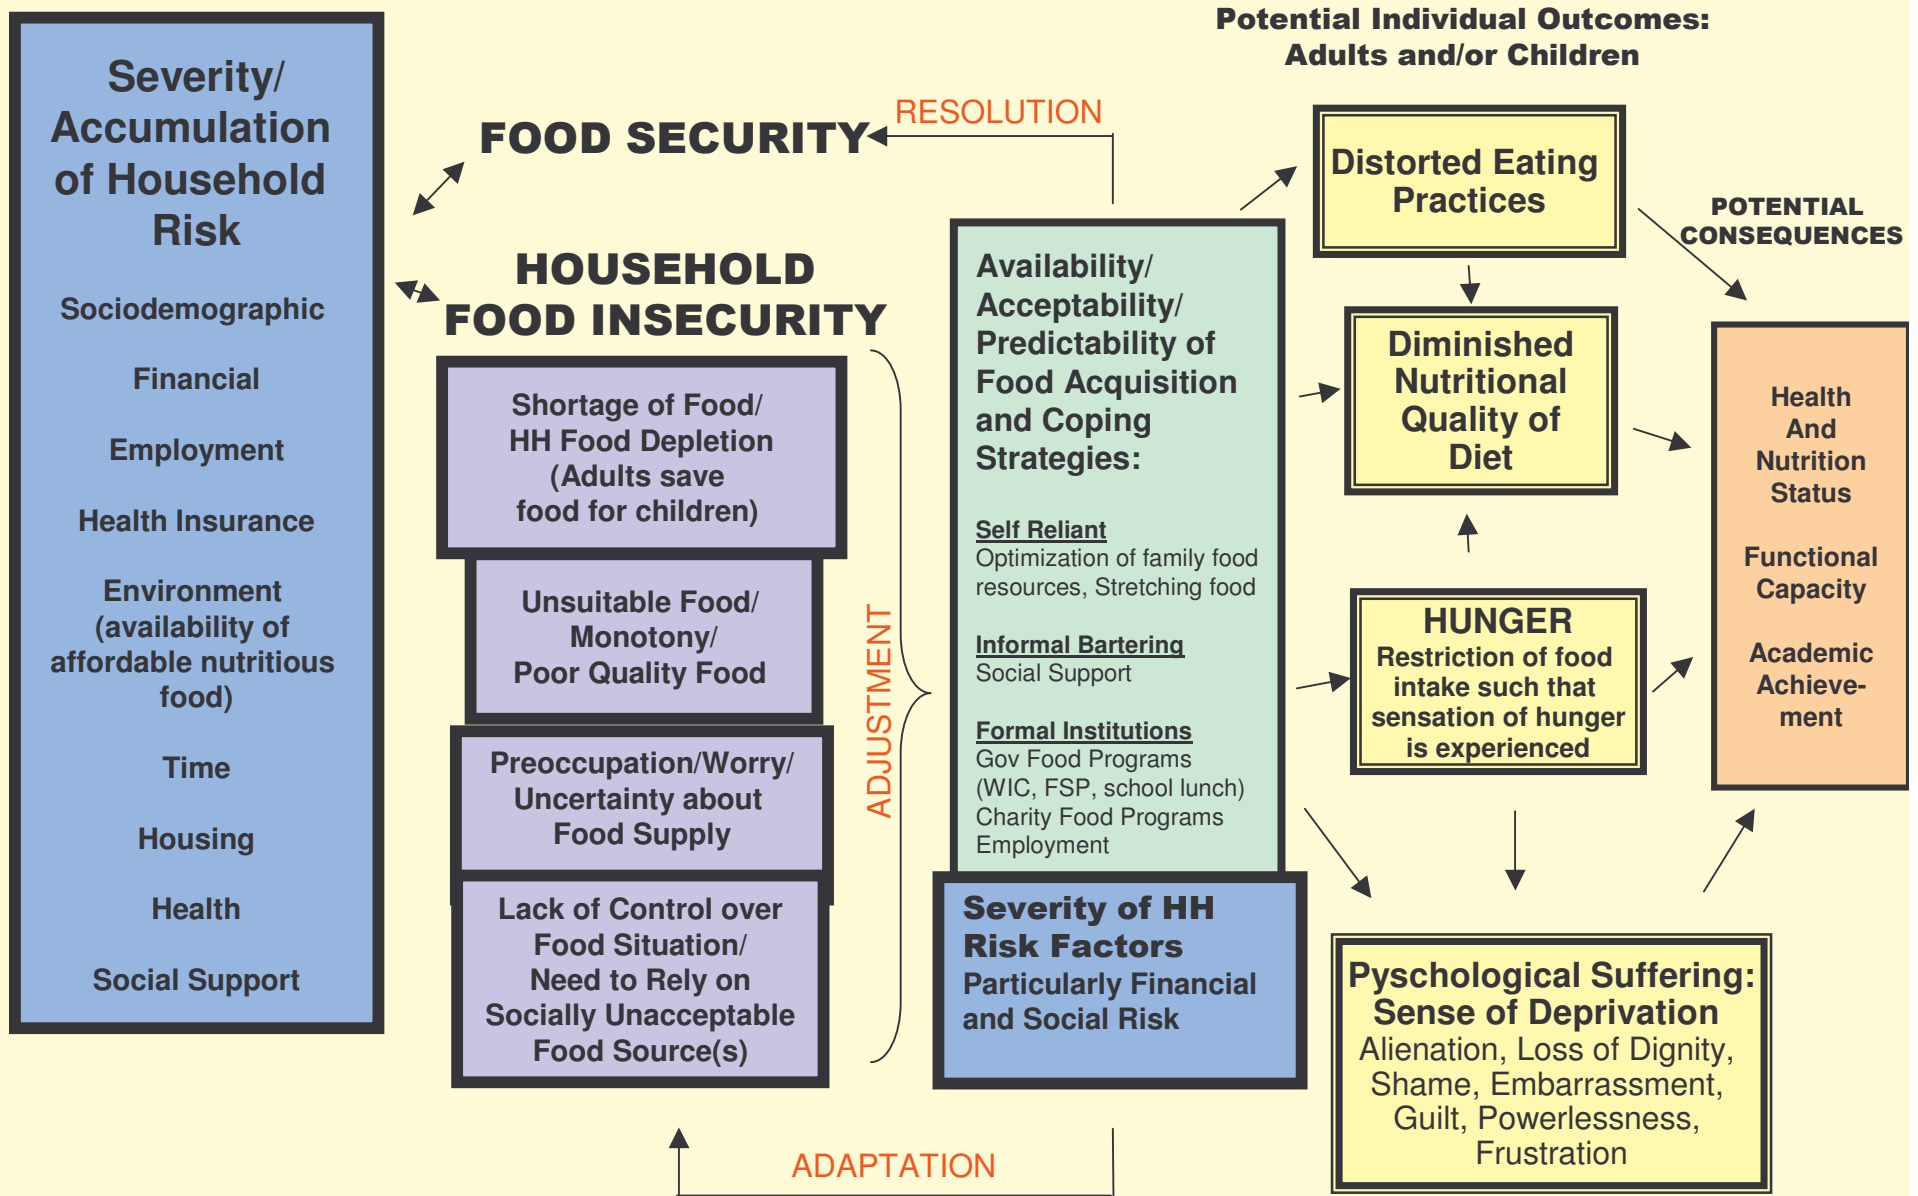 Severity/
Accumulation
of Household
Risk
Sociodemographic
Financial
Employment
Health Insurance
Environment
(availability of
affordable nutritious
food)
Time
Housing
Health
Social Support
FOOD SECURITY
RESOLUTION
HOUSEHOLD
FOOD INSECURITY
Shortage of Food/
HH Food Depletion
(Adults save
food for children)
Unsuitable Food/
Monotony/
Poor Quality Food
Preoccupation/Worry/
Uncertainty about
Food Supply
Lack of Control over
Food Situation/
Need to Rely on
Socially Unacceptable
Food Source(s)
ADJUSTMENT
ADAPTATION
Availability/
Acceptability/
Predictability of
Food Acquisition
and Coping
Strategies:
Self Reliant
Optimization of family food
resources, Stretching food
Informal Bartering
Social Support
Formal Institutions
Gov Food Programs
(WIC, FSP, school lunch)
Charity Food Programs
Employment
Severity of HH
Risk Factors
Particularly Financial
and Social Risk
Potential Individual Outcomes:
Adults and/or Children
Distorted Eating
Practices
Diminished
Nutritional
Quality of
Diet
HUNGER
Restriction of food
intake such that
sensation of hunger
is experienced
Pyschological Suffering:
Sense of Deprivation
Alienation, Loss of Dignity,
Shame, Embarrassment,
Guilt, Powerlessness,
Frustration
POTENTIAL
CONSEQUENCES
Health
And
Nutrition
Status
Functional
Capacity
Academic
Achieve-
ment